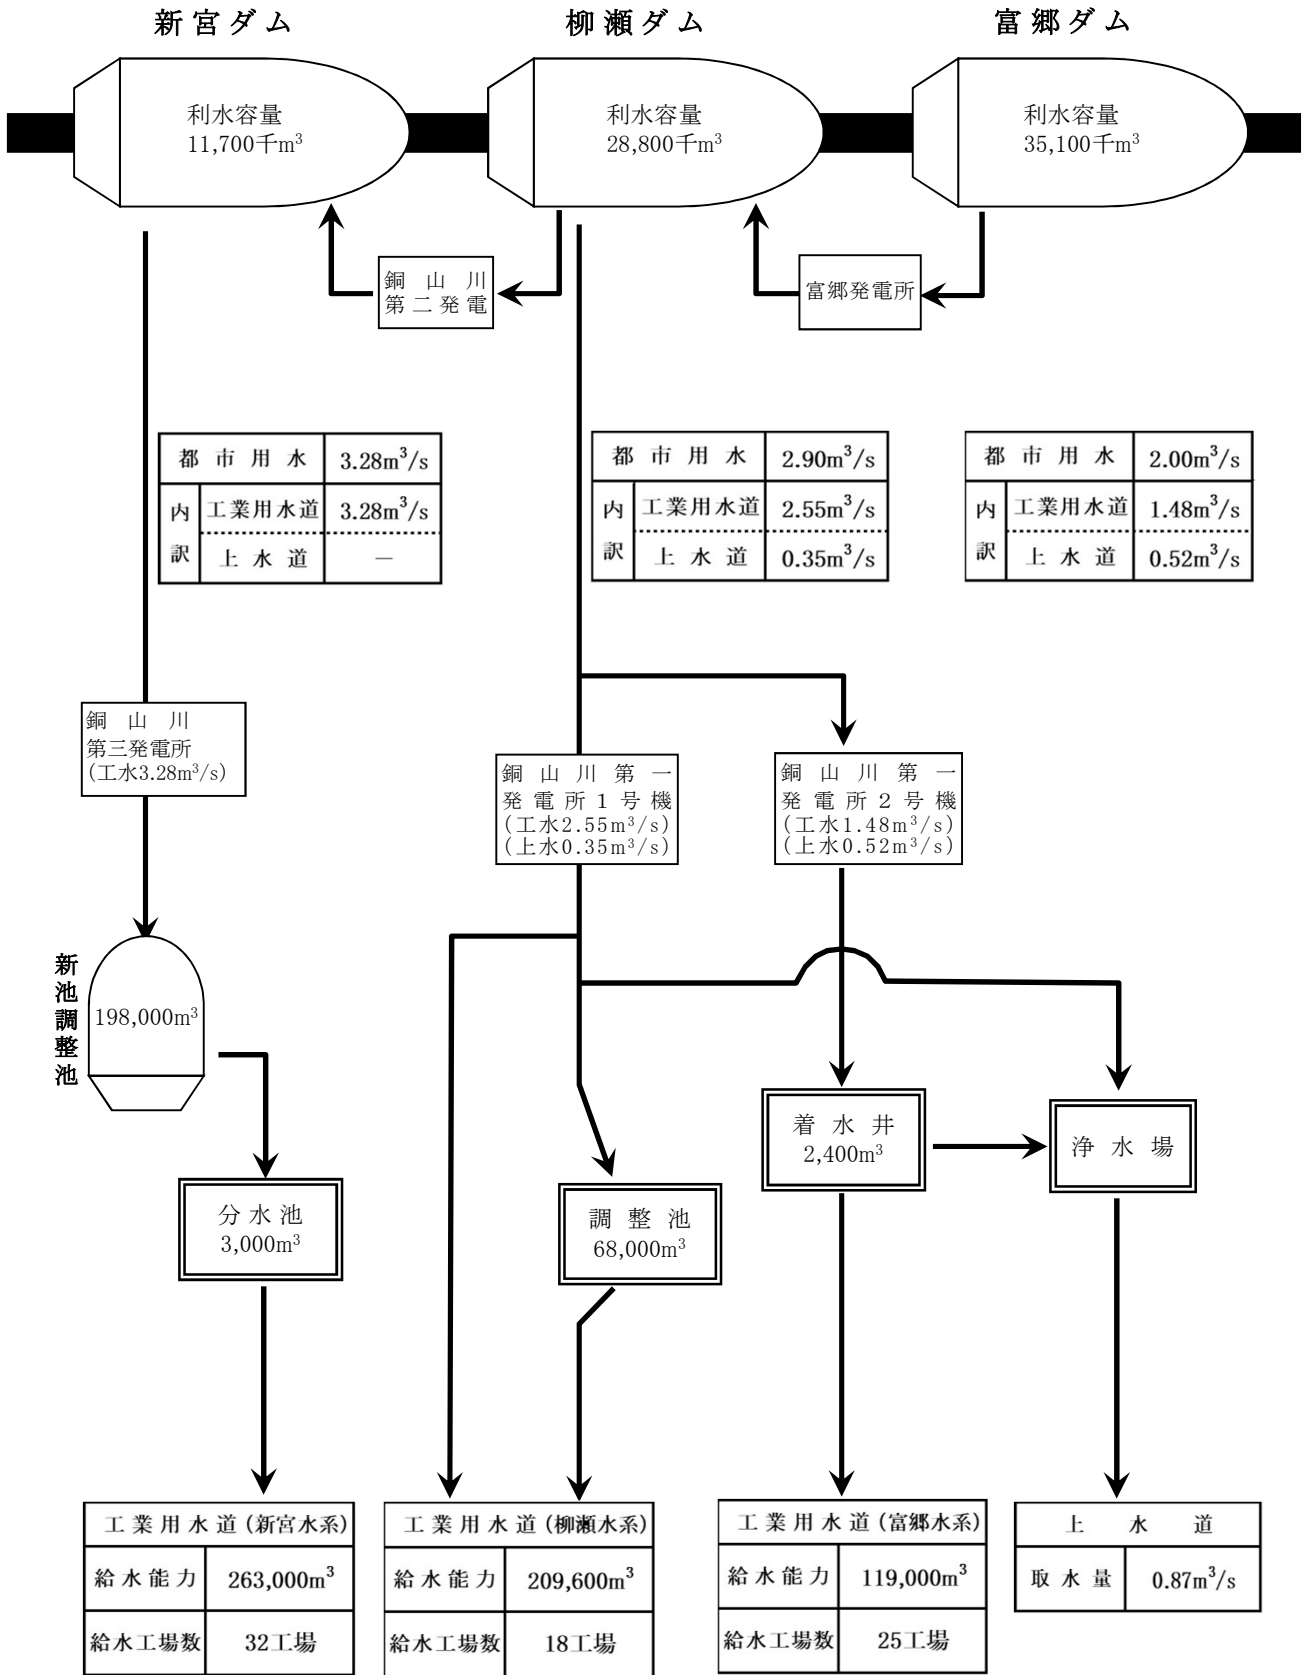 新宮ダム
柳瀬ダム
富郷ダム
利水容量
11,700千m³
利水容量
28,800千m³
利水容量
35,100千m³
銅山川
第二発電
富郷発電所
都市用水 3.28m³/s
内訳 工業用水道 3.28m³/s
上水道 －
都市用水 2.90m³/s
内訳 工業用水道 2.55m³/s
上水道 0.35m³/s
都市用水 2.00m³/s
内訳 工業用水道 1.48m³/s
上水道 0.52m³/s
銅山川
第三発電所
(工水3.28m³/s)
銅山川第一
発電所1号機
(工水2.55m³/s)
(上水0.35m³/s)
銅山川第一
発電所２号機
(工水1.48m³/s)
(上水0.52m³/s)
新池調整池
198,000m³
着水井
2,400m³
浄水場
分水池
3,000m³
調整池
68,000m³
工業用水道(新宮水系)
給水能力 263,000m³
給水工場数 32工場
工業用水道(柳瀬水系)
給水能力 209,600m³
給水工場数 18工場
工業用水道(富郷水系)
給水能力 119,000m³
給水工場数 25工場
上水道
取水量 0.87m³/s